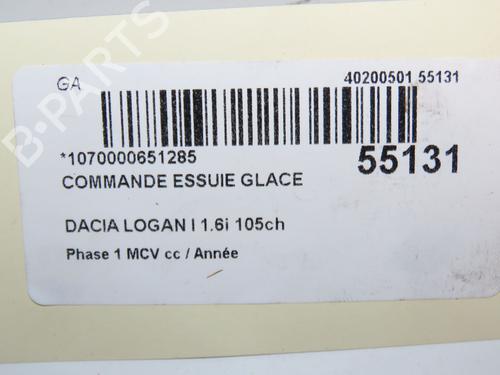 GA
40200501 55131
*1070000651285
55131
COMMANDE ESSUIE GLACE
DACIA LOGAN I 1.6i 105ch
Phase 1 MCV cc / Année
B-PARTS